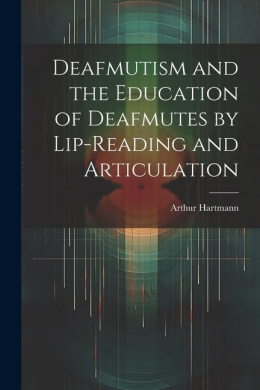 Deafmutism and
the Education
of Deafmutes by
Lip-Reading and
Articulation
Arthur Hartmann